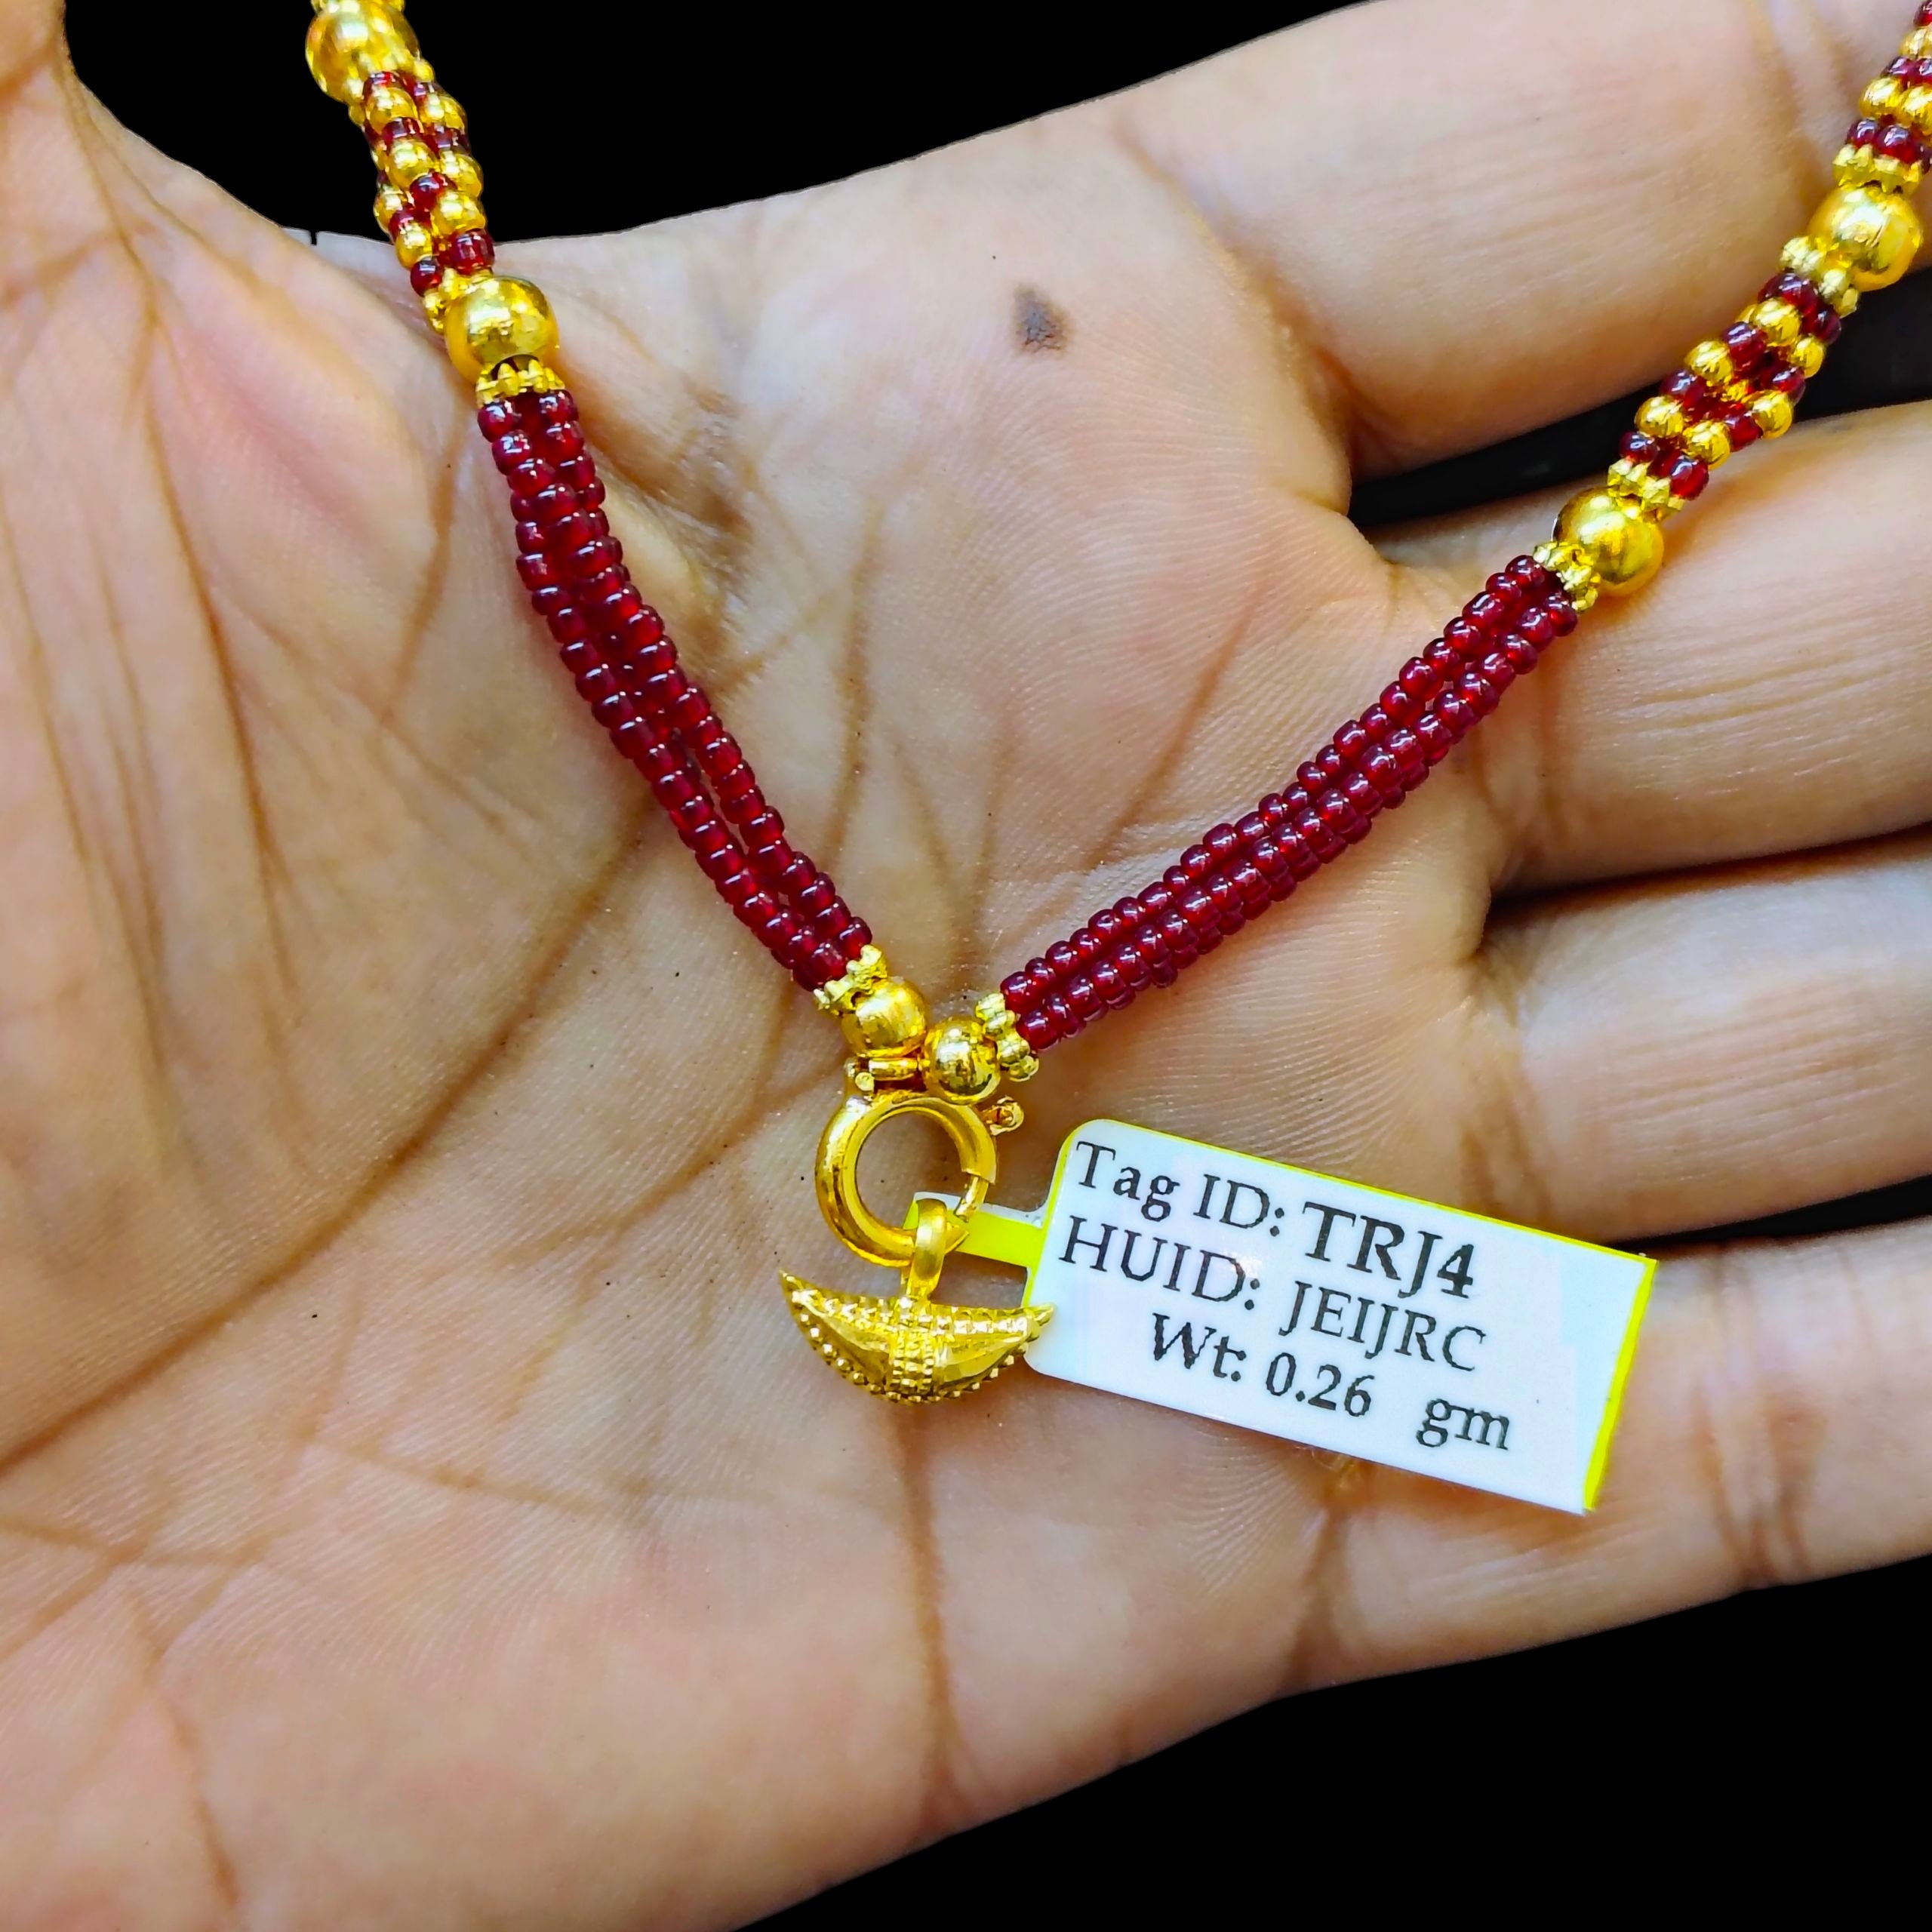 Tag ID: TRJ4
HUID: JEIJRC
Wt: 0.26 gm